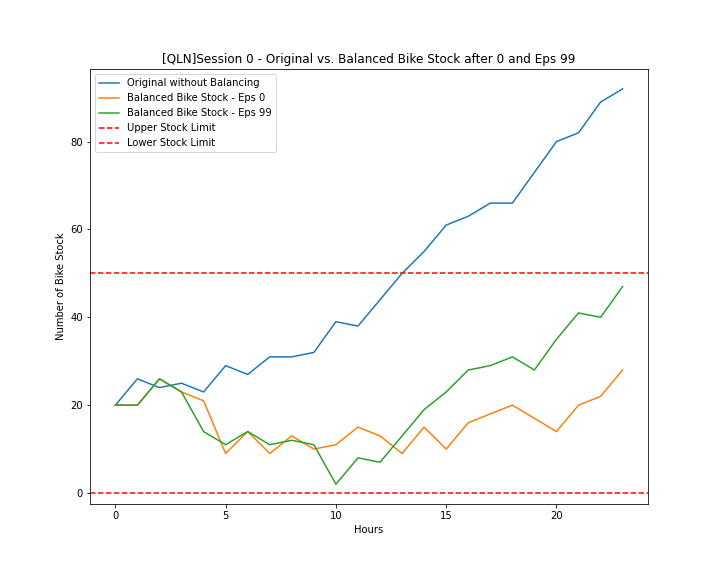 [QLN]Session 0 - Original vs. Balanced Bike Stock after 0 and Eps 99
Original without Balancing
Balanced Bike Stock - Eps 0
Balanced Bike Stock - Eps 99
Upper Stock Limit
Lower Stock Limit
80
60
40
20
0
Number of Bike Stock
0 5 10 15 20
Hours